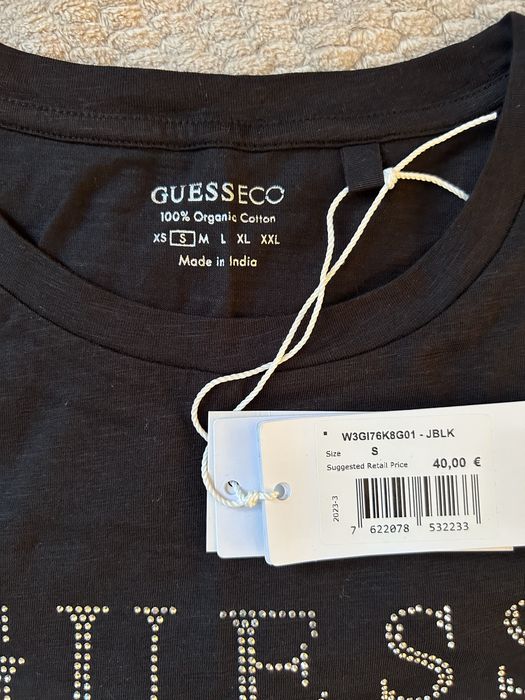 GUESSECO
100% Organic Cotton
XS S M L XL XXL
Made in India
W3GI76K8G01 - JBLK
Size S
Suggested Retail Price 40,00 €
2023-3
7 622078 532233
GUESS